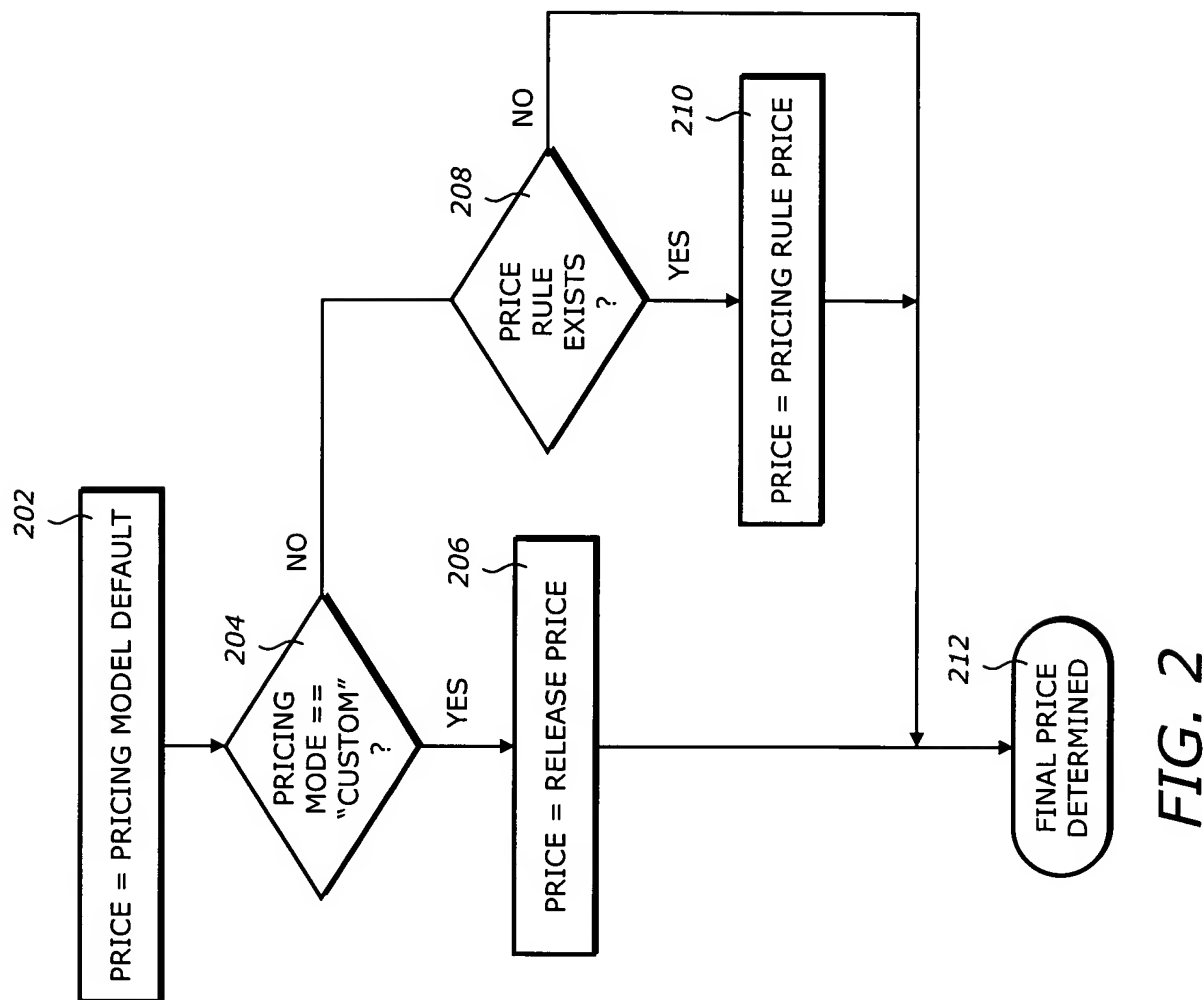 202
PRICE = PRICING MODEL DEFAULT
204
PRICING
MODE ==
"CUSTOM"
?
NO
YES
206
PRICE = RELEASE PRICE
208
PRICE
RULE
EXISTS
?
NO
YES
210
PRICE = PRICING RULE PRICE
212
FINAL PRICE
DETERMINED
FIG. 2